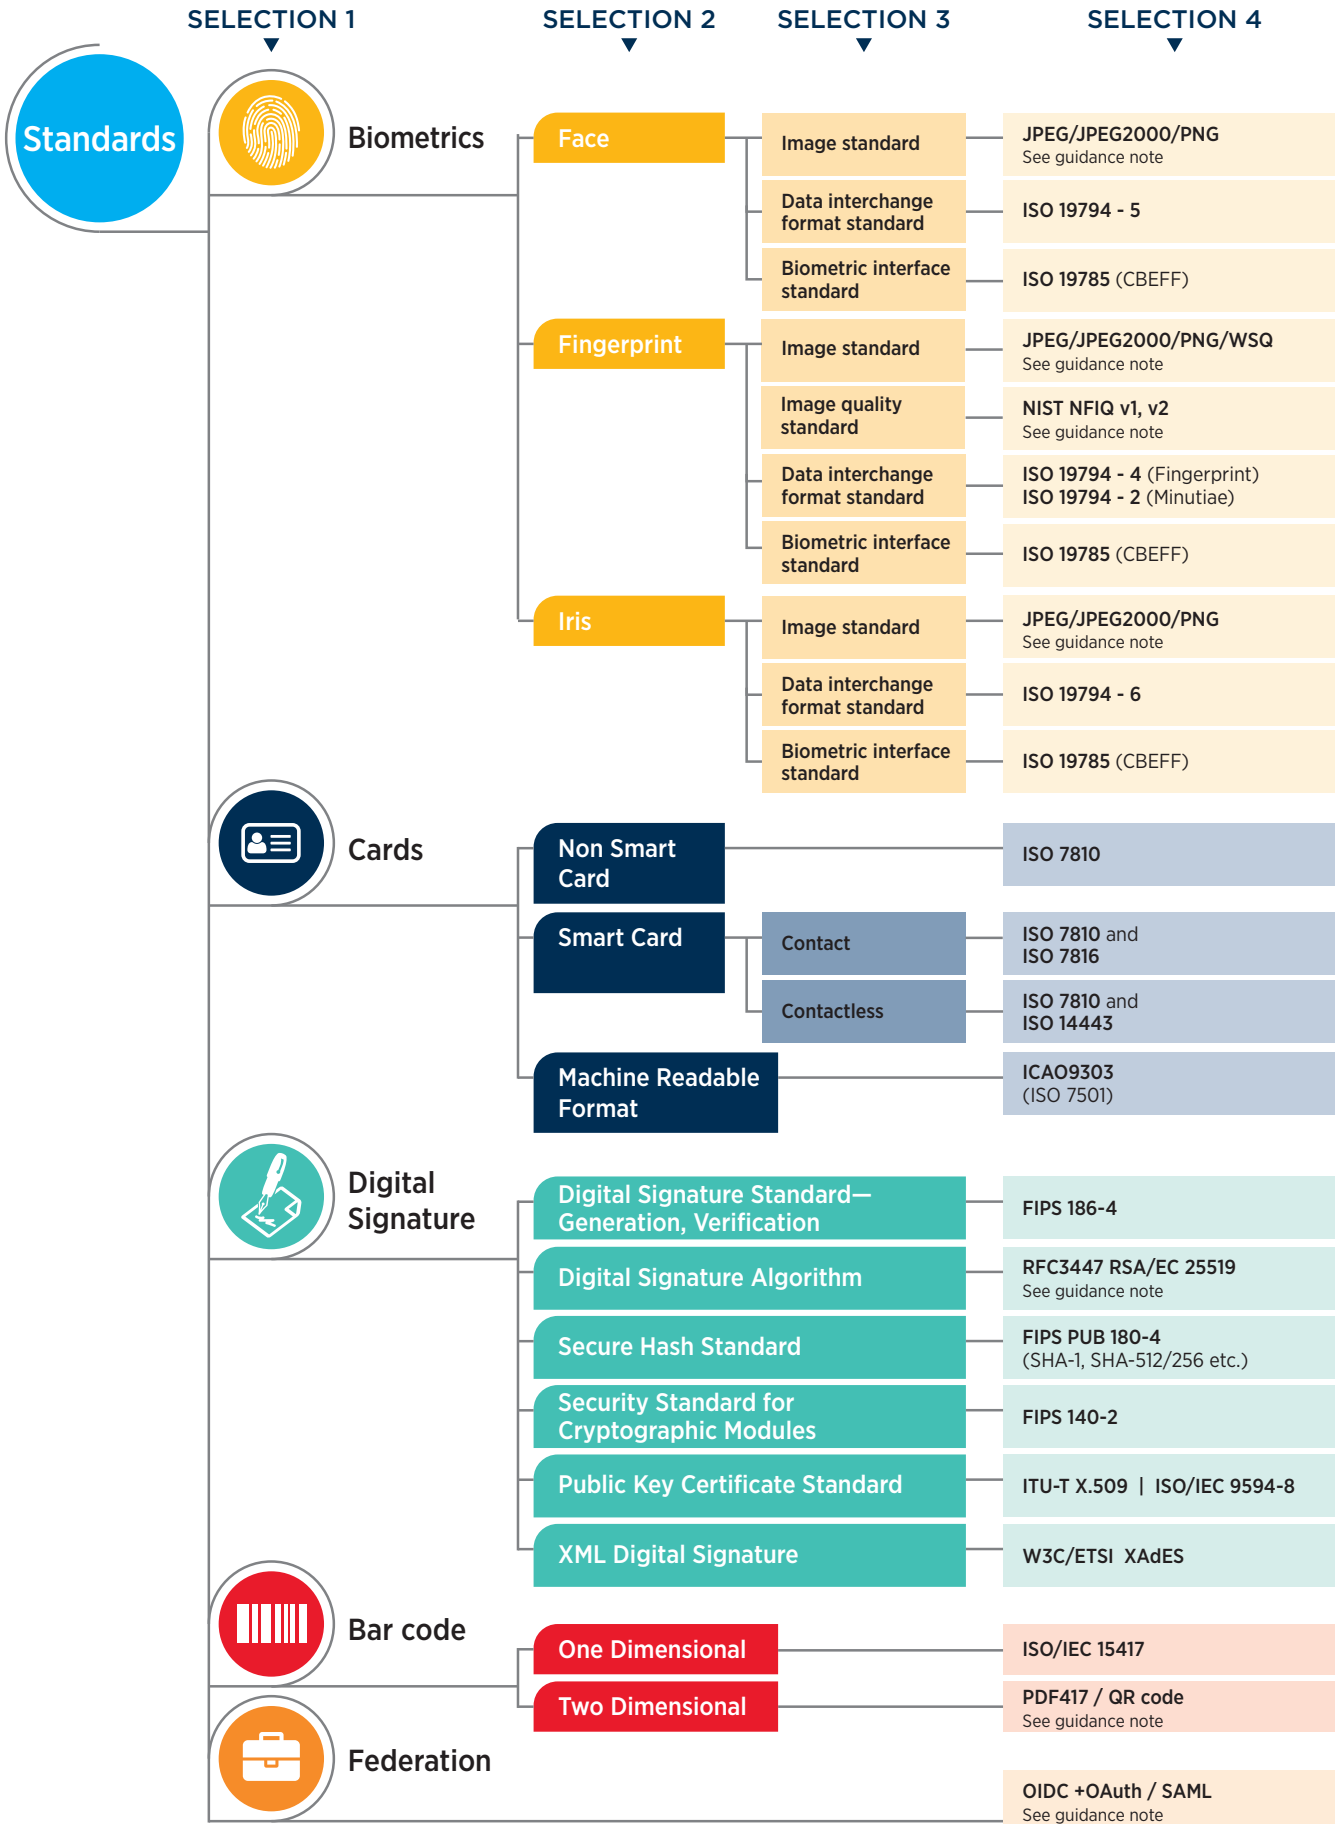 SELECTION 1
SELECTION 2
SELECTION 3
SELECTION 4
Standards
Biometrics
Face
Image standard
JPEG/JPEG2000/PNG
See guidance note
Data interchange
format standard
ISO 19794 - 5
Biometric interface
standard
ISO 19785 (CBEFF)
Fingerprint
Image standard
JPEG/JPEG2000/PNG/WSQ
See guidance note
Image quality
standard
NIST NFIQ v1, v2
See guidance note
Data interchange
format standard
ISO 19794 - 4 (Fingerprint)
ISO 19794 - 2 (Minutiae)
Biometric interface
standard
ISO 19785 (CBEFF)
Iris
Image standard
JPEG/JPEG2000/PNG
See guidance note
Data interchange
format standard
ISO 19794 - 6
Biometric interface
standard
ISO 19785 (CBEFF)
Cards
Non Smart
Card
ISO 7810
Smart Card
Contact
ISO 7810 and
ISO 7816
Contactless
ISO 7810 and
ISO 14443
Machine Readable
Format
ICAO9303
(ISO 7501)
Digital
Signature
Digital Signature Standard—
Generation, Verification
FIPS 186-4
Digital Signature Algorithm
RFC3447 RSA/EC 25519
See guidance note
Secure Hash Standard
FIPS PUB 180-4
(SHA-1, SHA-512/256 etc.)
Security Standard for
Cryptographic Modules
FIPS 140-2
Public Key Certificate Standard
ITU-T X.509 | ISO/IEC 9594-8
XML Digital Signature
W3C/ETSI XAdES
Bar code
One Dimensional
ISO/IEC 15417
Two Dimensional
PDF417 / QR code
See guidance note
Federation
OIDC +OAuth / SAML
See guidance note